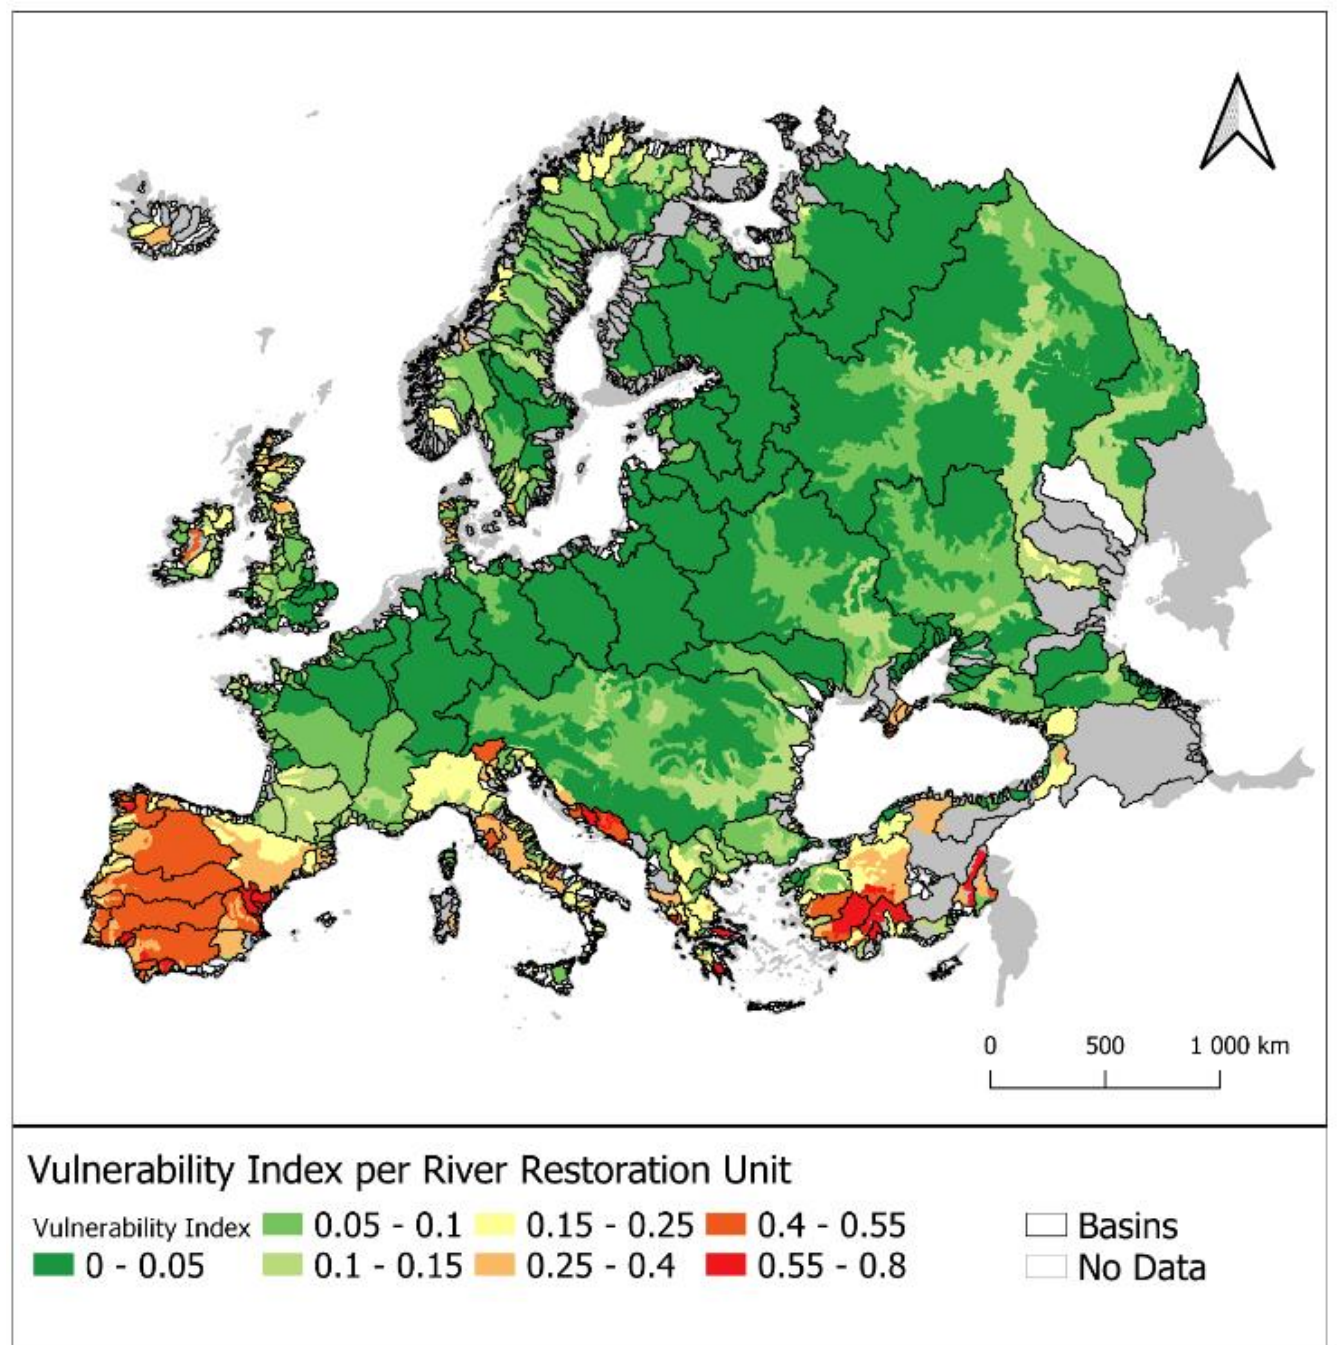 0 500 1 000 km
Vulnerability Index per River Restoration Unit
Vulnerability Index 0.05 - 0.1 0.15 - 0.25 0.4 - 0.55 Basins
0 - 0.05 0.1 - 0.15 0.25 - 0.4 0.55 - 0.8 No Data